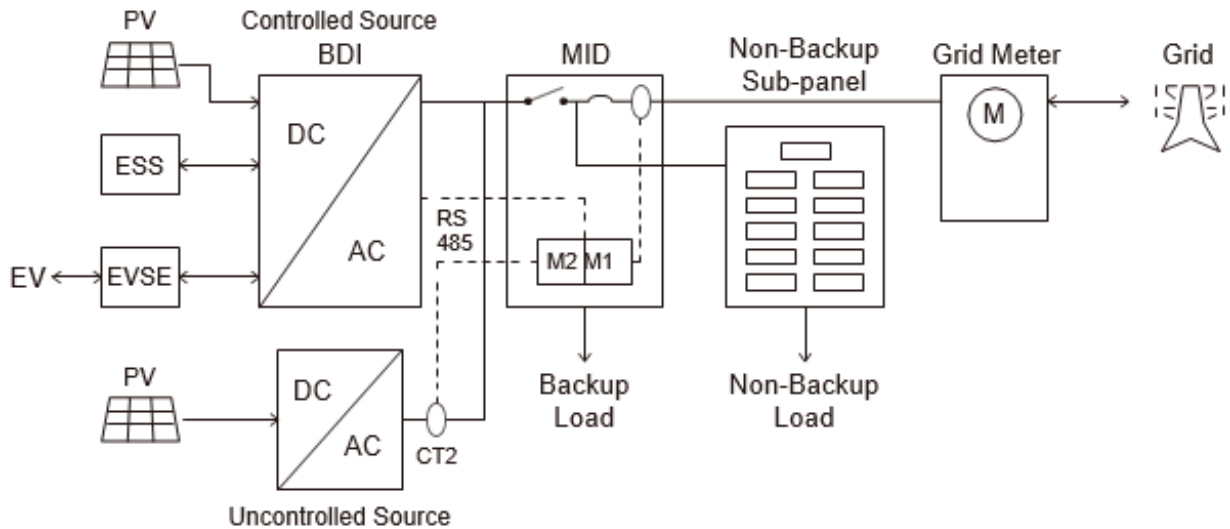 PV
Controlled Source
BDI
MID
Non-Backup
Sub-panel
Grid Meter
Grid
DC
AC
M
ESS
RS
485
M2 M1
EV
EVSE
PV
DC
AC
CT2
Backup
Load
Non-Backup
Load
Uncontrolled Source